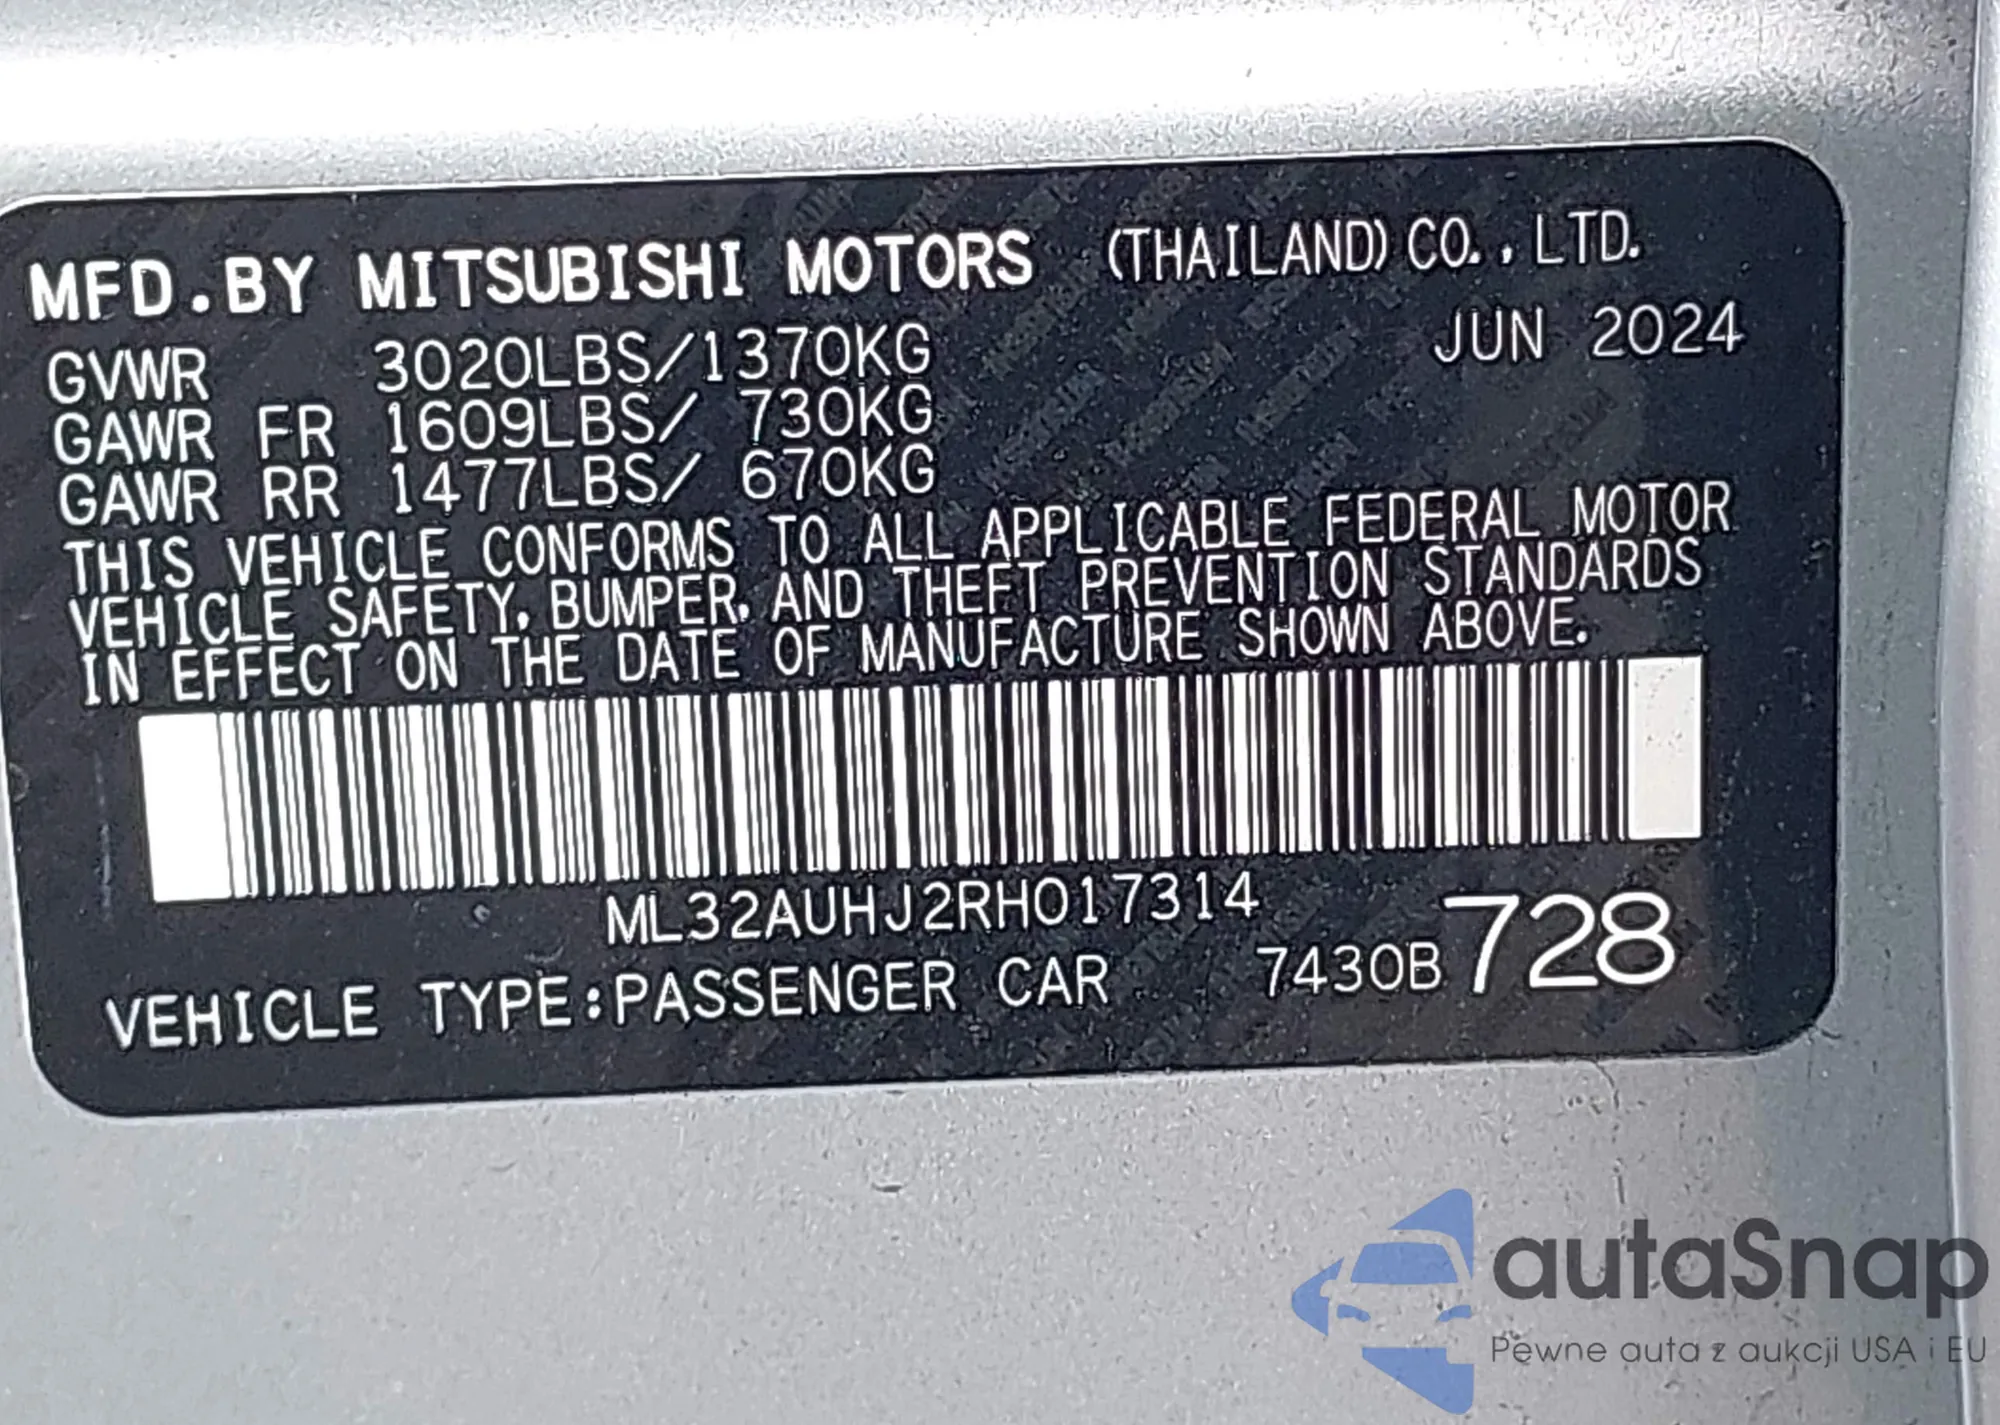 MFD.BY MITSUBISHI MOTORS (THAILAND) CO., LTD.
GVWR 3020LBS/1370KG JUN 2024
GAWR FR 1609LBS/ 730KG
GAWR RR 1477LBS/ 670KG
THIS VEHICLE CONFORMS TO ALL APPLICABLE FEDERAL MOTOR
VEHICLE SAFETY, BUMPER, AND THEFT PREVENTION STANDARDS
IN EFFECT ON THE DATE OF MANUFACTURE SHOWN ABOVE.
ML32AUHJ2RH017314
VEHICLE TYPE:PASSENGER CAR 7430B 728
autaSnap
Pewne auta z aukcji USA i EU